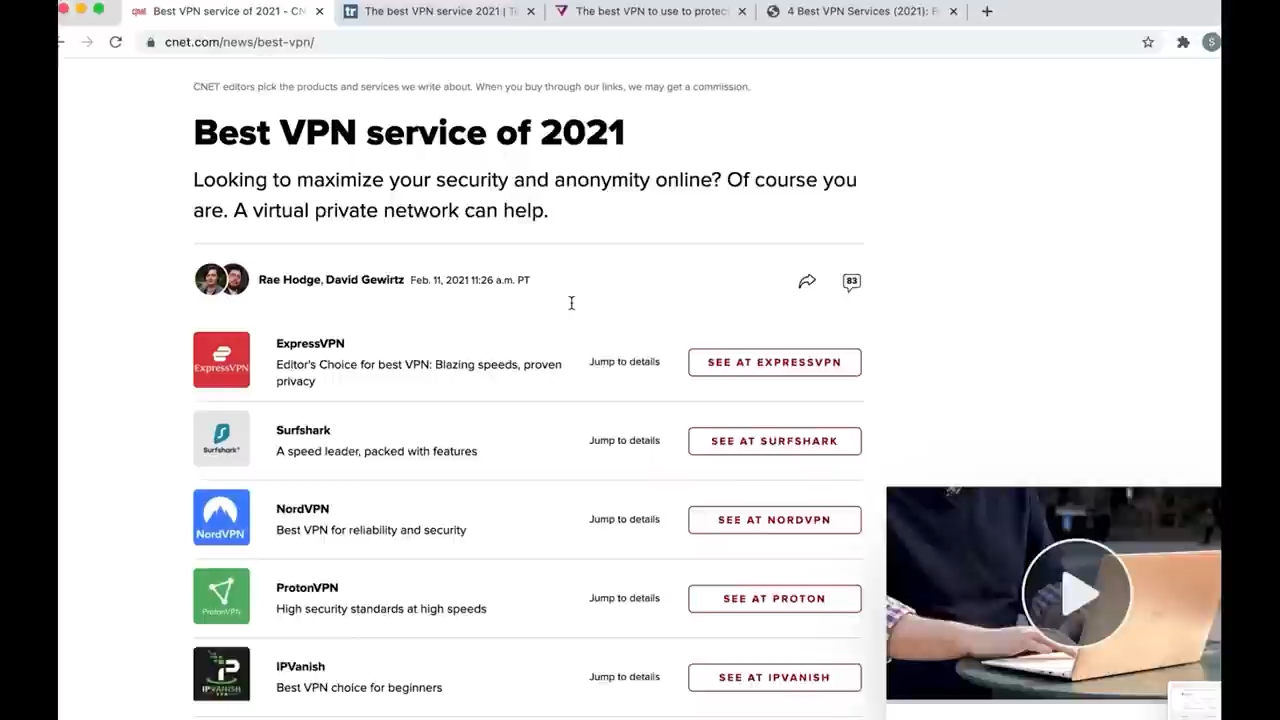 Best VPN service of 2021 - CN
The best VPN service 2021 | Te
The best VPN to use to protec
4 Best VPN Services (2021): B
cnet.com/news/best-vpn/
S
CNET editors pick the products and services we write about. When you buy through our links, we may get a commission.
Best VPN service of 2021
Looking to maximize your security and anonymity online? Of course you
are. A virtual private network can help.
Rae Hodge, David Gewirtz Feb. 11, 2021 11:26 a.m. PT
83
ExpressVPN
ExpressVPN
Editor's Choice for best VPN: Blazing speeds, proven
privacy
Jump to details
SEE AT EXPRESSVPN
Surfshark
Surfshark
A speed leader, packed with features
Jump to details
SEE AT SURFSHARK
NordVPN
NordVPN
Best VPN for reliability and security
Jump to details
SEE AT NORDVPN
ProtonVPN
ProtonVPN
High security standards at high speeds
Jump to details
SEE AT PROTON
IPVANISH
IPVanish
Best VPN choice for beginners
Jump to details
SEE AT IPVANISH